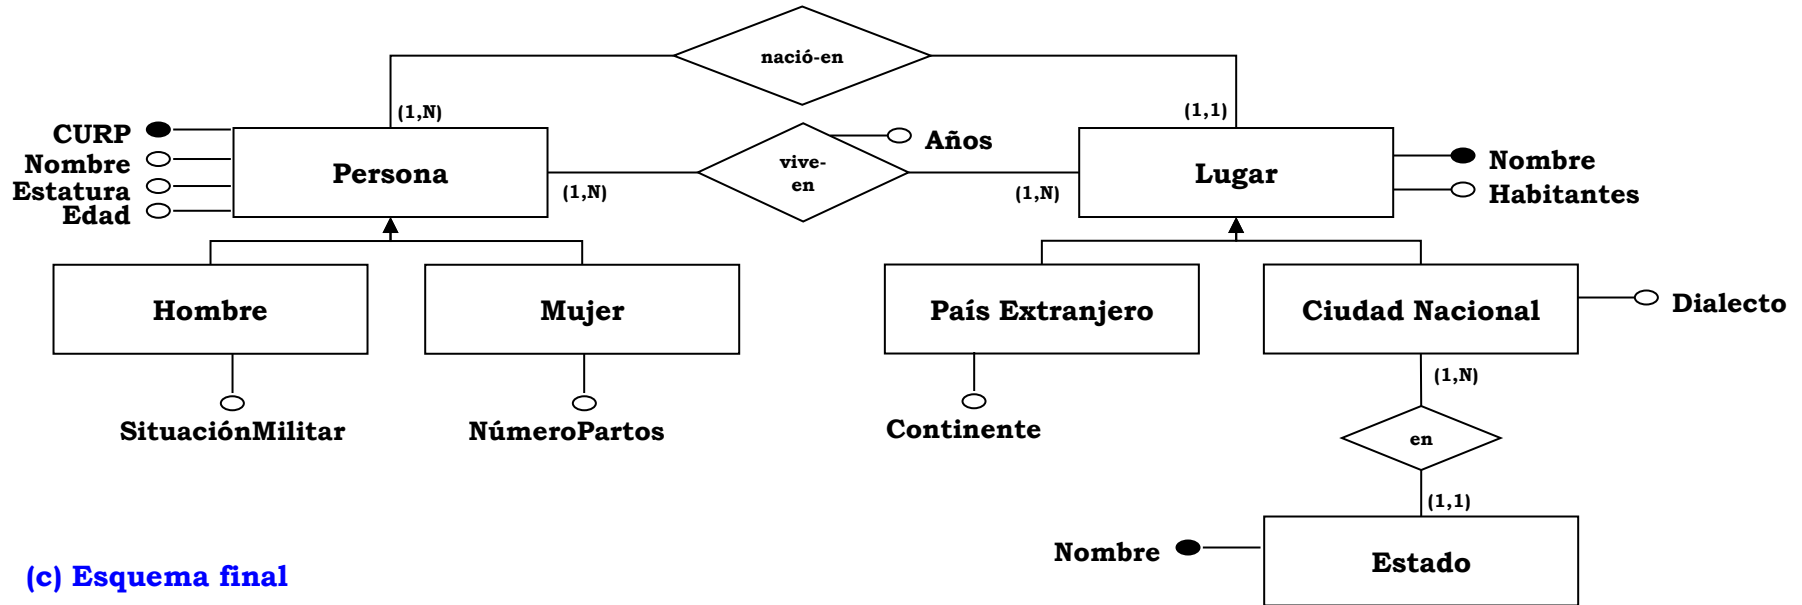 nació-en
(1,N)
(1,1)
CURP
Nombre
Estatura
Edad
Persona
(1,N)
vive-
en
Años
(1,N)
Lugar
Nombre
Habitantes
Hombre
Mujer
País Extranjero
Ciudad Nacional
Dialecto
SituaciónMilitar
NúmeroPartos
Continente
(1,N)
en
(1,1)
Nombre
Estado
(c) Esquema final